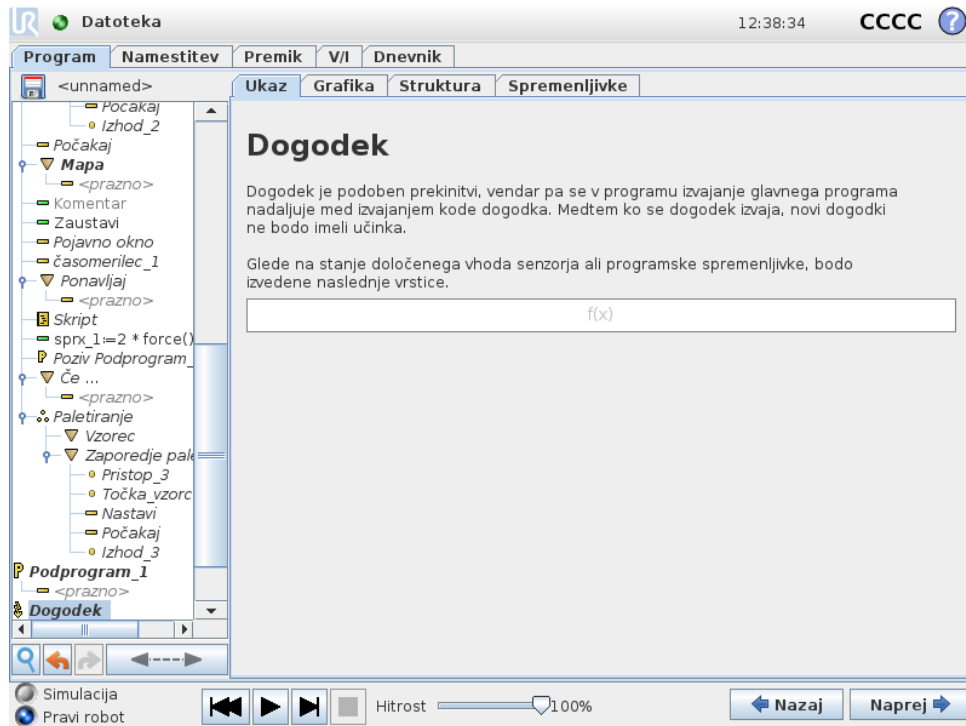 UR Datoteka 12:38:34 CCCC ?
Program Namestitev Premik V/I Dnevnik
<unnamed>
Ukaz Grafika Struktura Spremenljivke
Počakaj
Izhod_2
Počakaj
Mapa
<prazno>
Komentar
Zaustavi
Pojavno okno
časomerilec_1
Ponavljaj
<prazno>
Skript
sprx_1:=2 * force()
Poziv Podprogram_
Če ...
<prazno>
Paletiranje
Vzorec
Zaporedje pale
Pristop_3
Točka_vzorc
Nastavi
Počakaj
Izhod_3
Podprogram_1
<prazno>
Dogodek
Dogodek
Dogodek je podoben prekinitvi, vendar pa se v programu izvajanje glavnega programa
nadaljuje med izvajanjem kode dogodka. Medtem ko se dogodek izvaja, novi dogodki
ne bodo imeli učinka.
Glede na stanje določenega vhoda senzorja ali programske spremenljivke, bodo
izvedene naslednje vrstice.
f(x)
Simulacija
Pravi robot
Hitrost 100%
Nazaj Naprej